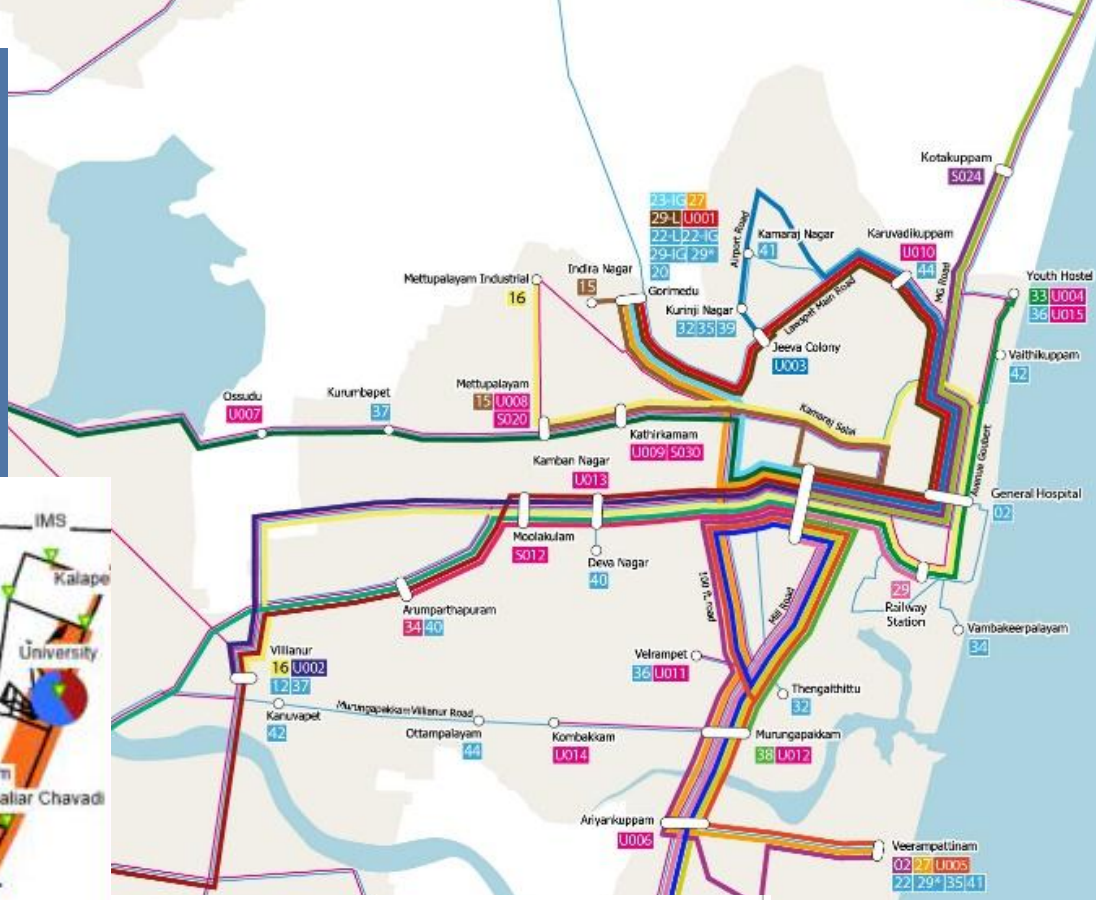 Kotakuppam
S024
23-IG 27
29-L U001
22-L 22-IG
29-IG 29*
20
Airport Road
Kamaraj Nagar
41
Karuvadikuppam
U010
44
MG Road
Youth Hostel
33 U004
36 U015
Mettupalayam Industrial
16
Indira Nagar
15
Gorimedu
Kurinji Nagar
32 35 39
Lawspet Main Road
Jeeva Colony
U003
Vaithikuppam
42
Ossudu
U007
Kurumbapet
37
Mettupalayam
15 U008
S020
Kathirkamam
U009 S030
Kamaraj Salai
Avenue Goubert
Kamban Nagar
U013
General Hospital
02
Moolakulam
S012
Deva Nagar
40
IMS
Kalape
University
m
aliar Chavadi
100 ft. road
Mill Road
29
Railway
Station
Arumparthapuram
34 40
Vambakeerpalayam
34
Villianur
16 U002
12 37
Velrampet
36 U011
Thengaithittu
32
Kanuvapet
42
MurungapakkamVillianur Road
Ottampalayam
44
Kombakkam
U014
Murungapakkam
38 U012
Ariyankuppam
U006
Veerampattinam
02 27 U005
22 29* 35 41